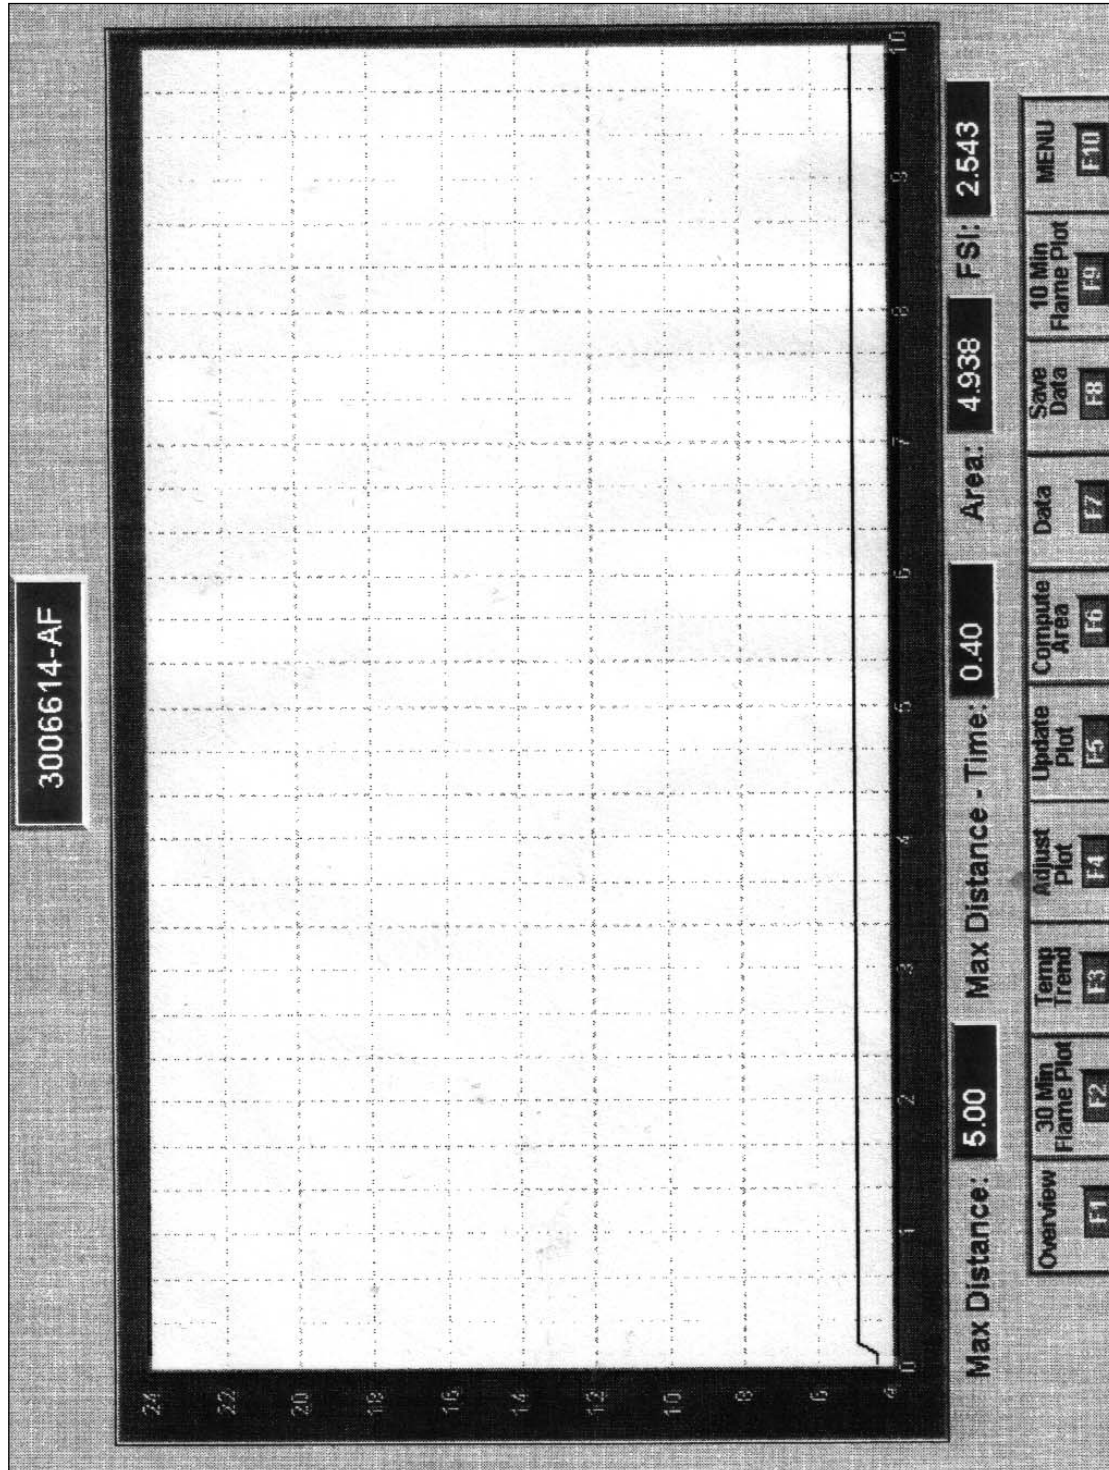 3006614-AF
24
22
20
18
16
14
12
10
8
6
4
0 1 2 3 4 5 6 7 8 9 10
Max Distance: 5.00 Max Distance - Time: 0.40 Area: 4.938 FSI: 2.543
Overview 30 Min Flame Plot Temp Trend Adjust Plot Update Plot Compute Area Data Save Data 10 Min Flame Plot MENU
F1 F2 F3 F4 F5 F6 F7 F8 F9 F10